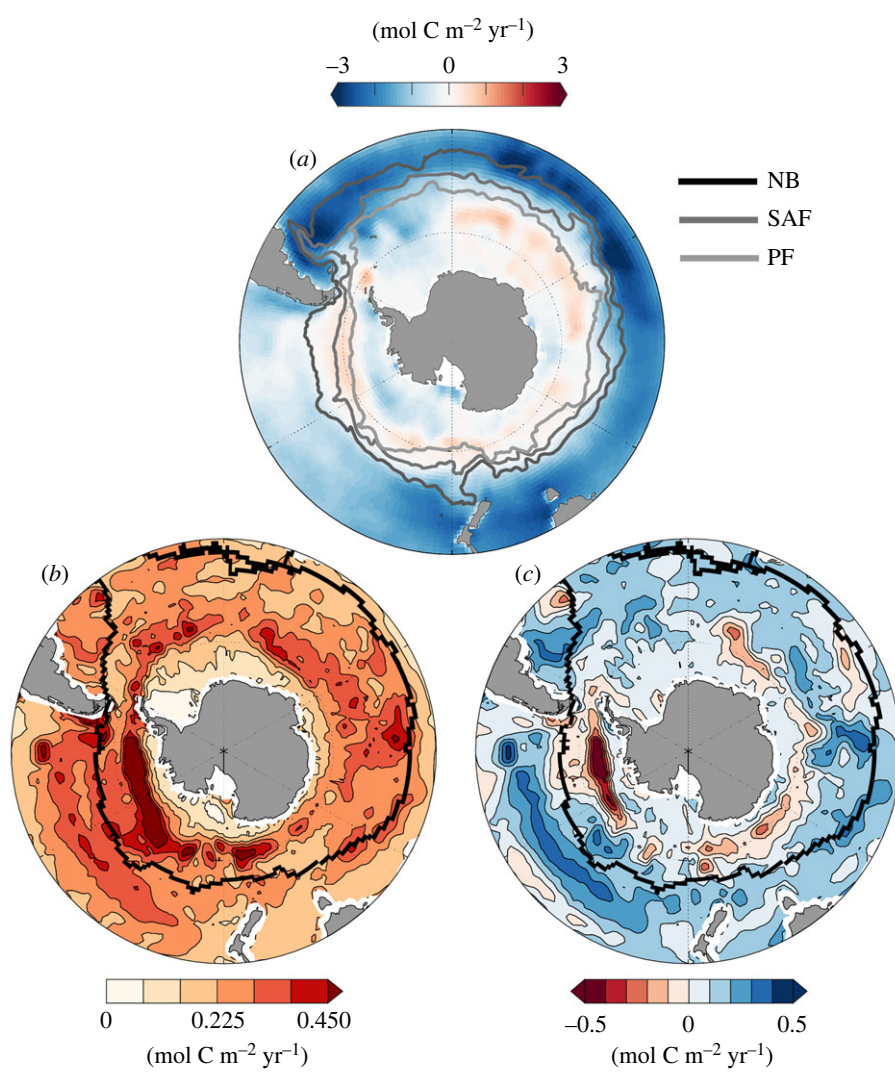 (mol C m⁻² yr⁻¹)
−3 0 3
(a)
NB
SAF
PF
(b)
(c)
0 0.225 0.450
(mol C m⁻² yr⁻¹)
−0.5 0 0.5
(mol C m⁻² yr⁻¹)